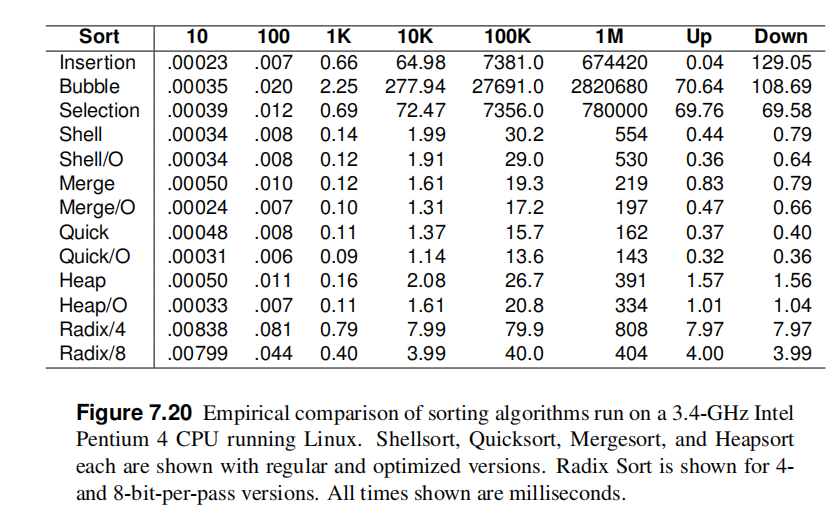 Sort 10 100 1K 10K 100K 1M Up Down
Insertion .00023 .007 0.66 64.98 7381.0 674420 0.04 129.05
Bubble .00035 .020 2.25 277.94 27691.0 2820680 70.64 108.69
Selection .00039 .012 0.69 72.47 7356.0 780000 69.76 69.58
Shell .00034 .008 0.14 1.99 30.2 554 0.44 0.79
Shell/O .00034 .008 0.12 1.91 29.0 530 0.36 0.64
Merge .00050 .010 0.12 1.61 19.3 219 0.83 0.79
Merge/O .00024 .007 0.10 1.31 17.2 197 0.47 0.66
Quick .00048 .008 0.11 1.37 15.7 162 0.37 0.40
Quick/O .00031 .006 0.09 1.14 13.6 143 0.32 0.36
Heap .00050 .011 0.16 2.08 26.7 391 1.57 1.56
Heap/O .00033 .007 0.11 1.61 20.8 334 1.01 1.04
Radix/4 .00838 .081 0.79 7.99 79.9 808 7.97 7.97
Radix/8 .00799 .044 0.40 3.99 40.0 404 4.00 3.99
Figure 7.20 Empirical comparison of sorting algorithms run on a 3.4-GHz Intel
Pentium 4 CPU running Linux. Shellsort, Quicksort, Mergesort, and Heapsort
each are shown with regular and optimized versions. Radix Sort is shown for 4-
and 8-bit-per-pass versions. All times shown are milliseconds.